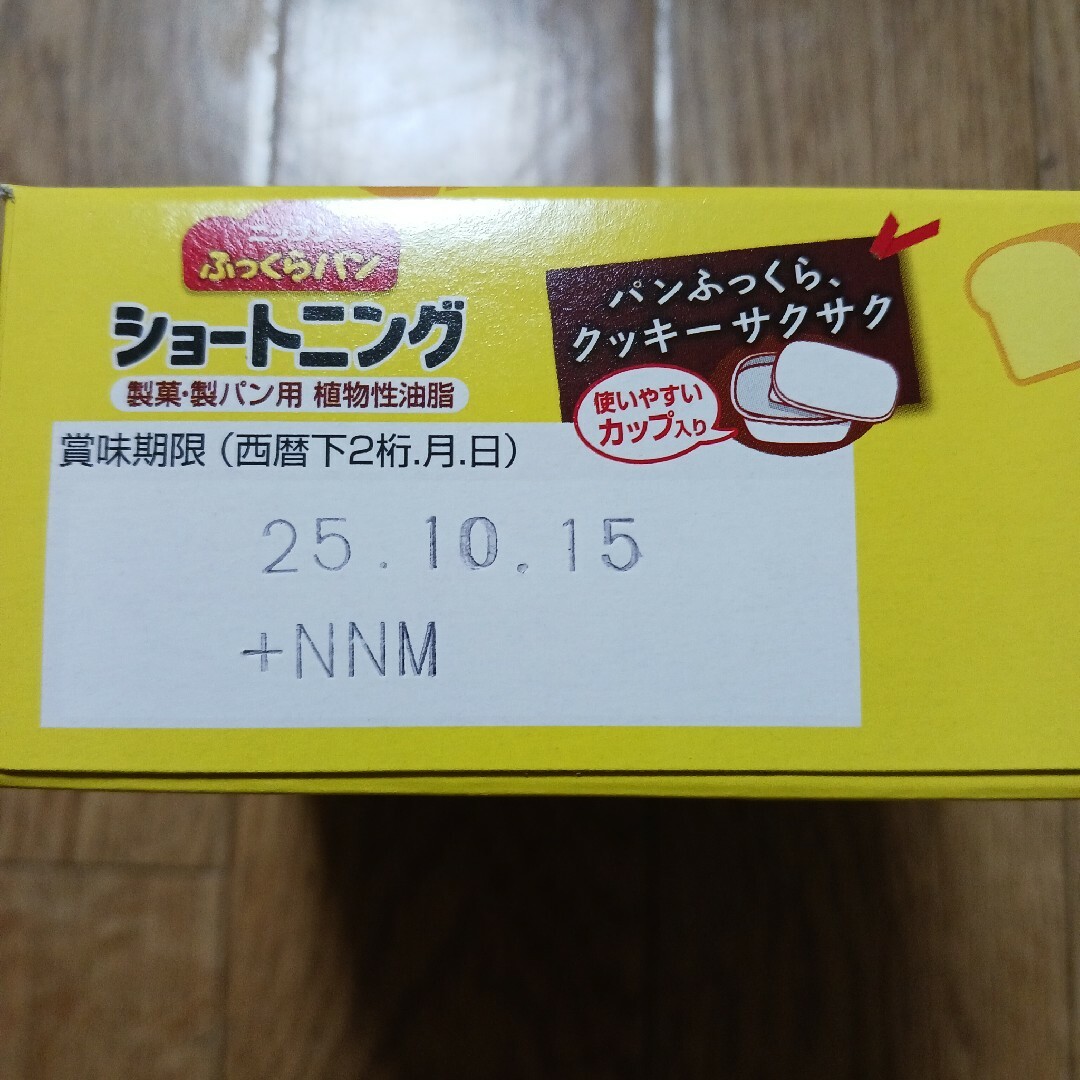 ふっくらパン
ショートニング
製菓・製パン用 植物性油脂
パンふっくら、
クッキーサクサク
使いやすい
カップ入り
賞味期限（西暦下2桁.月.日）
25.10.15
+NNM